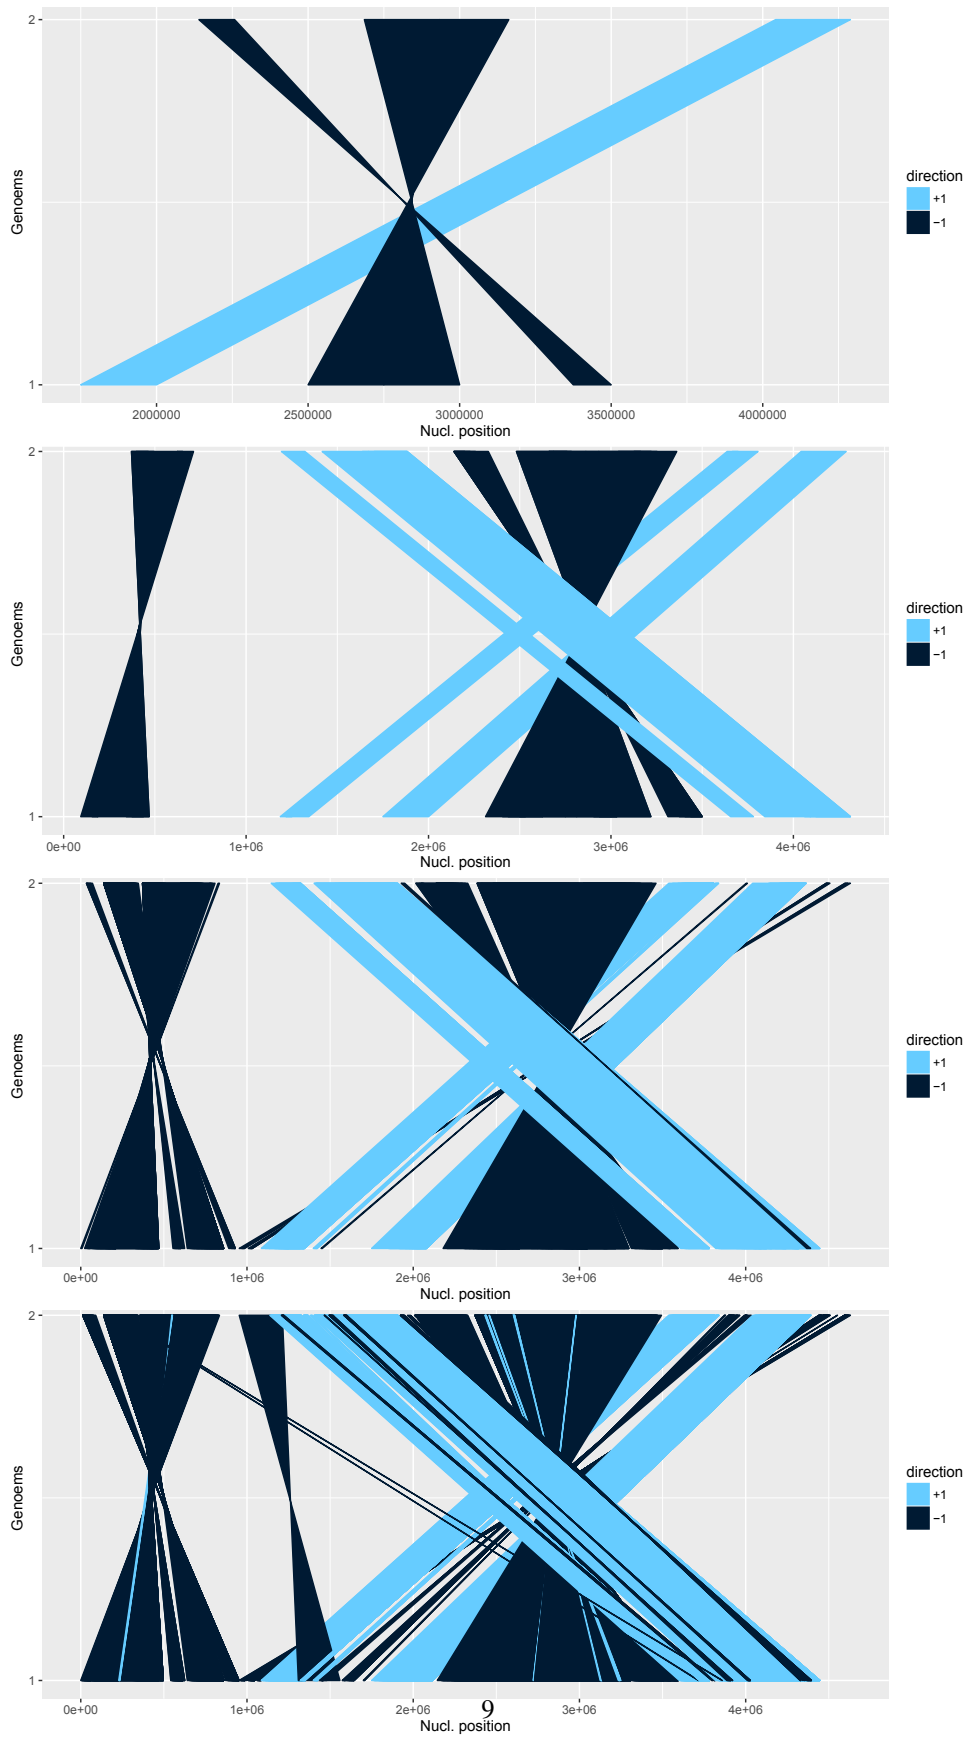 2
Genoems
1
2000000 2500000 3000000 3500000 4000000
Nucl. position
direction
+1
−1
2
Genoems
1
0e+00 1e+06 2e+06 3e+06 4e+06
Nucl. position
direction
+1
−1
2
Genoems
1
0e+00 1e+06 2e+06 3e+06 4e+06
Nucl. position
direction
+1
−1
2
Genoems
1
0e+00 1e+06 2e+06 3e+06 4e+06
9
Nucl. position
direction
+1
−1